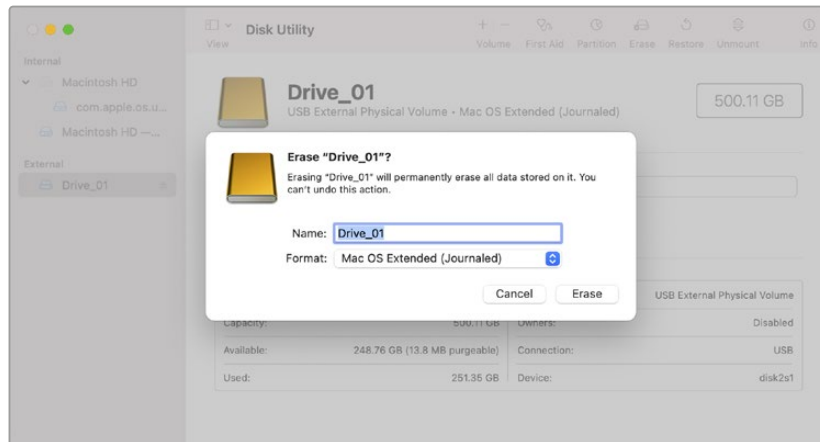 Disk Utility
View
Volume First Aid Partition Erase Restore Unmount Info
Internal
Macintosh HD
com.apple.os.u...
Macintosh HD —...
External
Drive_01
Drive_01
USB External Physical Volume • Mac OS Extended (Journaled)
500.11 GB
Erase “Drive_01”?
Erasing “Drive_01” will permanently erase all data stored on it. You
can’t undo this action.
Name: Drive_01
Format: Mac OS Extended (Journaled)
Cancel Erase
USB External Physical Volume
Capacity: 500.11 GB Owners: Disabled
Available: 248.76 GB (13.8 MB purgeable) Connection: USB
Used: 251.35 GB Device: disk2s1